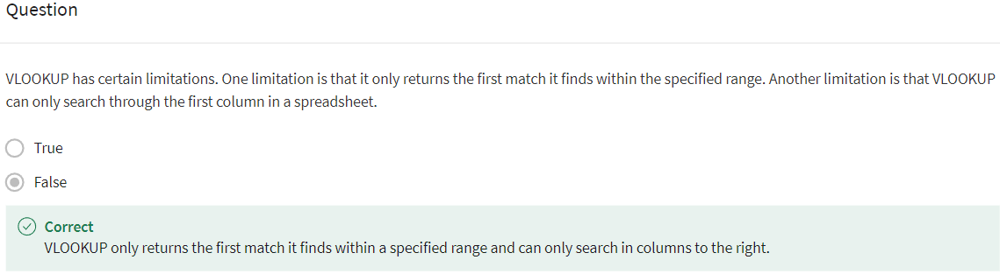 Question
VLOOKUP has certain limitations. One limitation is that it only returns the first match it finds within the specified range. Another limitation is that VLOOKUP
can only search through the first column in a spreadsheet.
True
False
Correct
VLOOKUP only returns the first match it finds within a specified range and can only search in columns to the right.